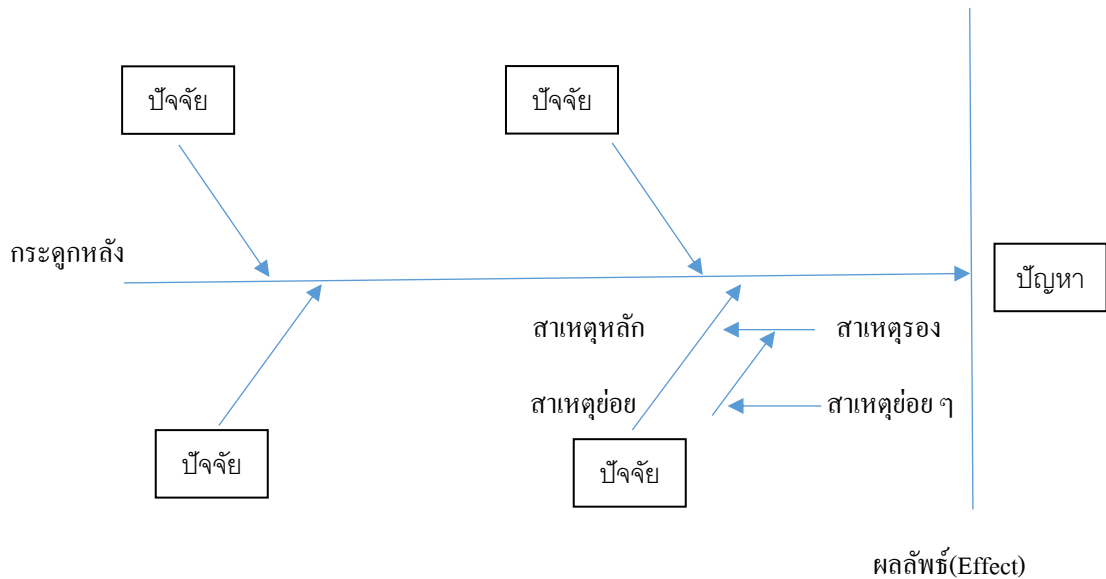 ปัจจัย
ปัจจัย
กระดูกหลัง
ปัญหา
สาเหตุหลัก
สาเหตุรอง
สาเหตุย่อย
สาเหตุย่อย ๆ
ปัจจัย
ปัจจัย
ผลลัพธ์(Effect)